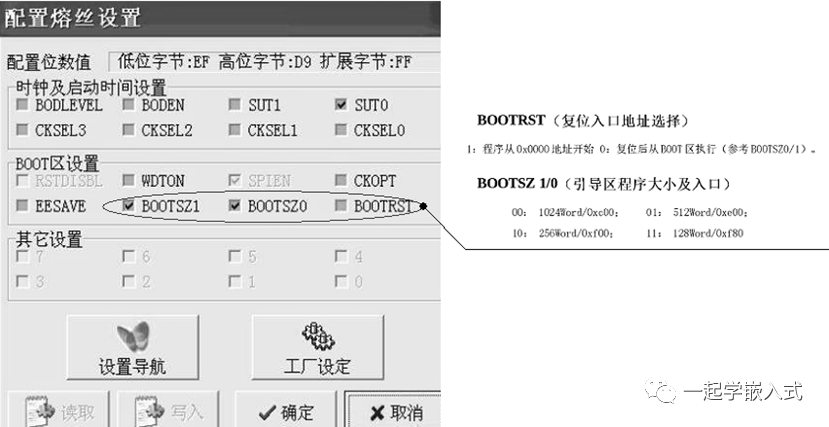 配置熔丝设置
配置位数值 低位字节:EF 高位字节:D9 扩展字节:FF
时钟及启动时间设置
BODLEVEL BODEN SUT1 SUT0
CKSEL3 CKSEL2 CKSEL1 CKSEL0
BOOT区设置
RSTDISBL WDTON SPIEN CKOPT
EESAVE BOOTSZ1 BOOTSZ0 BOOTRST
其它设置
7 6 5 4
3 2 1 0
设置导航 工厂设定
读取 写入 确定 取消
BOOTRST（复位入口地址选择）
1: 程序从0x0000地址开始 0: 复位后从BOOT区执行（参考BOOTSZ0/1）。
BOOTSZ 1/0（引导区程序大小及入口）
00: 1024Word/0xc00; 01: 512Word/0xe00;
10: 256Word/0xf00; 11: 128Word/0xf80
一起学嵌入式